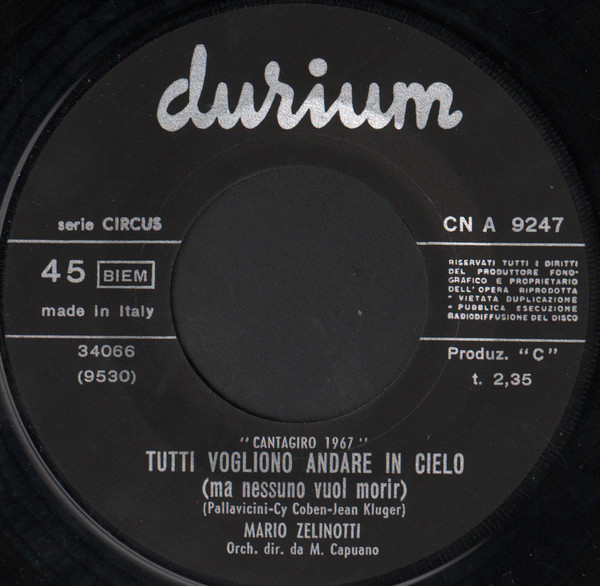 durium
serie CIRCUS
CN A 9247
45 BIEM
made in Italy
RISERVATI TUTTI I DIRITTI
DEL PRODUTTORE FONO-
GRAFICO E PROPRIETARIO
DELL'OPERA RIPRODOTTA
- VIETATA DUPLICAZIONE
- PUBBLICA ESECUZIONE
RADIODIFFUSIONE DEL DISCO
34066
(9530)
Produz. "C"
t. 2,35
"CANTAGIRO 1967"
TUTTI VOGLIONO ANDARE IN CIELO
(ma nessuno vuol morir)
(Pallavicini-Cy Coben-Jean Kluger)
MARIO ZELINOTTI
Orch. dir. da M. Capuano